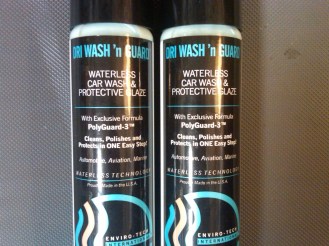 DRI WASH 'n GUARD
WATERLESS
CAR WASH &
PROTECTIVE GLAZE
With Exclusive Formula
PolyGuard-3™
Cleans, Polishes and
Protects in ONE Easy Step!
Automotive, Aviation, Marine
WATERLESS TECHNOLOGY
Proudly Made in the U.S.A.
ENVIRO-TECH
INTERNATIONAL
DRI WASH 'n GUARD
WATERLESS
CAR WASH &
PROTECTIVE GLAZE
With Exclusive Formula
PolyGuard-3™
Cleans, Polishes and
Protects in ONE Easy Step!
Automotive, Aviation, Marine
WATERLESS TECHNOLOGY
Proudly Made in the U.S.A.
ENVIRO-TECH
INTERNATIONAL